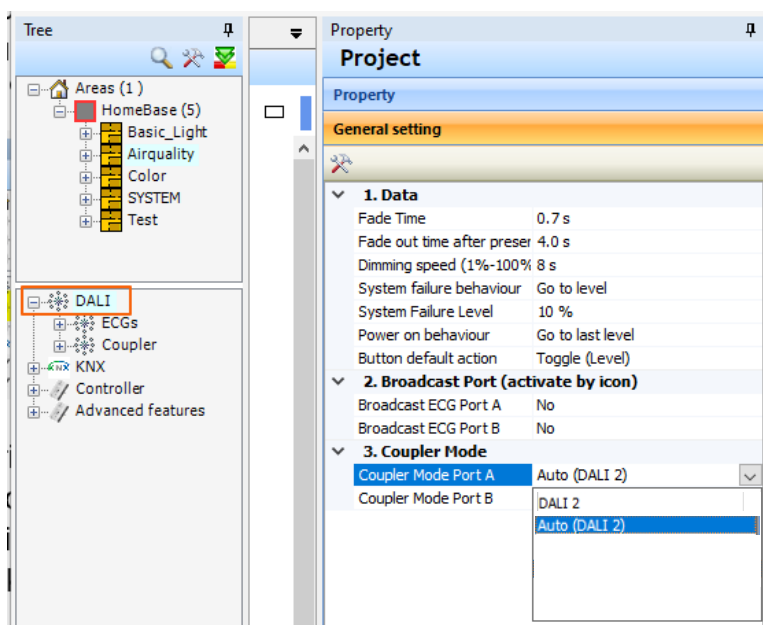 Tree
Areas (1 )
HomeBase (5)
Basic_Light
Airquality
Color
SYSTEM
Test
DALI
ECGs
Coupler
KNX KNX
Controller
Advanced features
Property
Project
Property
General setting
1. Data
Fade Time 0.7 s
Fade out time after presen 4.0 s
Dimming speed (1%-100% 8 s
System failure behaviour Go to level
System Failure Level 10 %
Power on behaviour Go to last level
Button default action Toggle (Level)
2. Broadcast Port (activate by icon)
Broadcast ECG Port A No
Broadcast ECG Port B No
3. Coupler Mode
Coupler Mode Port A Auto (DALI 2)
Coupler Mode Port B
DALI 2
Auto (DALI 2)